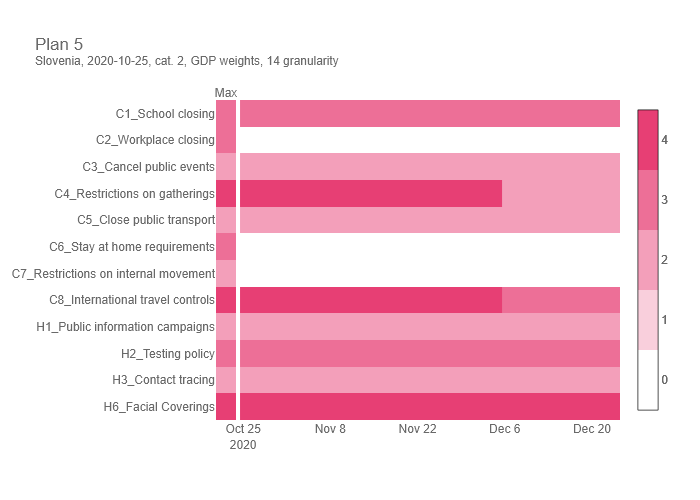 Plan 5
Slovenia, 2020-10-25, cat. 2, GDP weights, 14 granularity
Max
C1_School closing
C2_Workplace closing
C3_Cancel public events
C4_Restrictions on gatherings
C5_Close public transport
C6_Stay at home requirements
C7_Restrictions on internal movement
C8_International travel controls
H1_Public information campaigns
H2_Testing policy
H3_Contact tracing
H6_Facial Coverings
Oct 25 Nov 8 Nov 22 Dec 6 Dec 20
2020
4
3
2
1
0